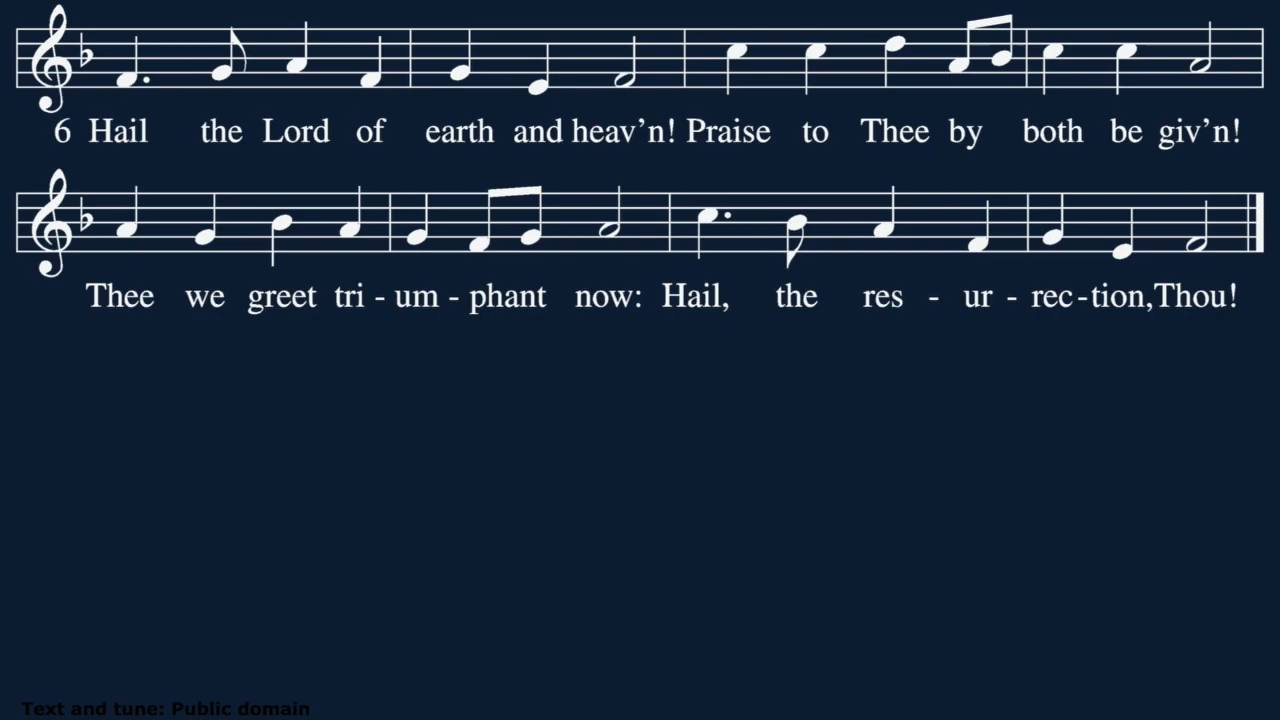 6 Hail the Lord of earth and heav’n! Praise to Thee by both be giv’n!
Thee we greet tri - um - phant now: Hail, the res - ur - rec - tion, Thou!
Text and tune: Public domain